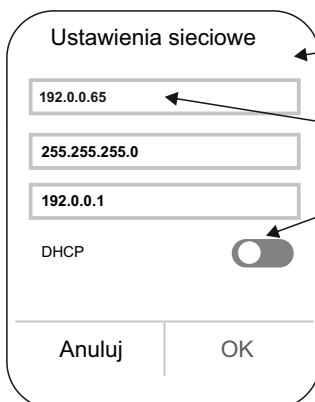 Ustawienia sieciowe
192.0.0.65
255.255.255.0
192.0.0.1
DHCP
Anuluj
OK